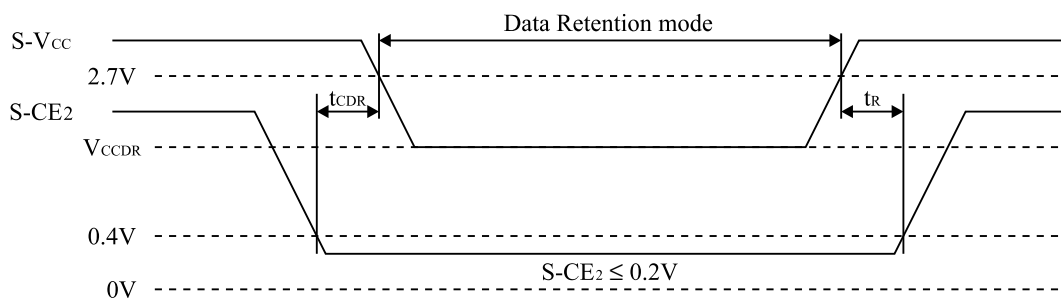 Data Retention mode
S-VCC
2.7V
tCDR
tR
S-CE2
VCCDR
0.4V
S-CE2 ≤ 0.2V
0V